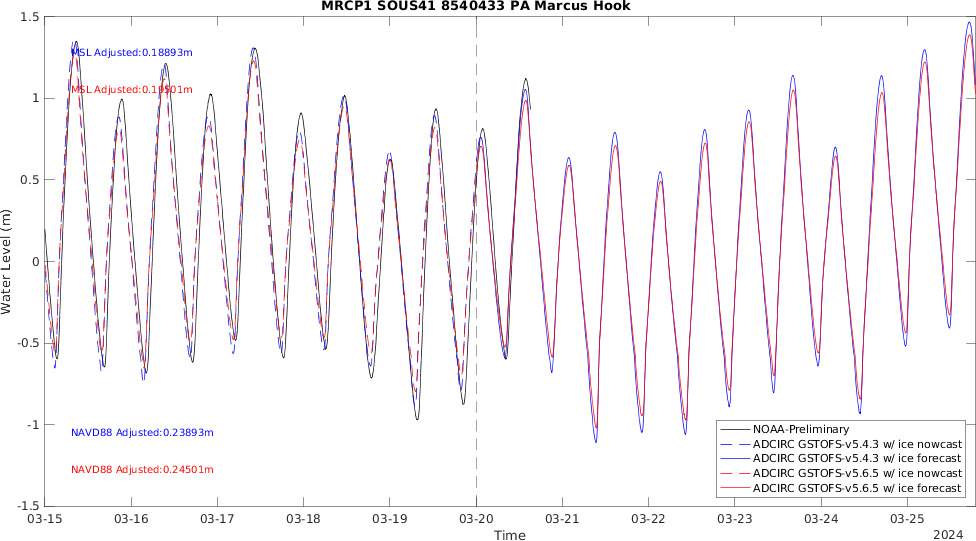 MRCP1 SOUS41 8540433 PA Marcus Hook
Water Level (m)
1.5
1
0.5
0
-0.5
-1
-1.5
MSL Adjusted:0.18893m
MSL Adjusted:0.19501m
NAVD88 Adjusted:0.23893m
NAVD88 Adjusted:0.24501m
NOAA-Preliminary
ADCIRC GSTOFS-v5.4.3 w/ ice nowcast
ADCIRC GSTOFS-v5.4.3 w/ ice forecast
ADCIRC GSTOFS-v5.6.5 w/ ice nowcast
ADCIRC GSTOFS-v5.6.5 w/ ice forecast
03-15 03-16 03-17 03-18 03-19 03-20 03-21 03-22 03-23 03-24 03-25
Time
2024